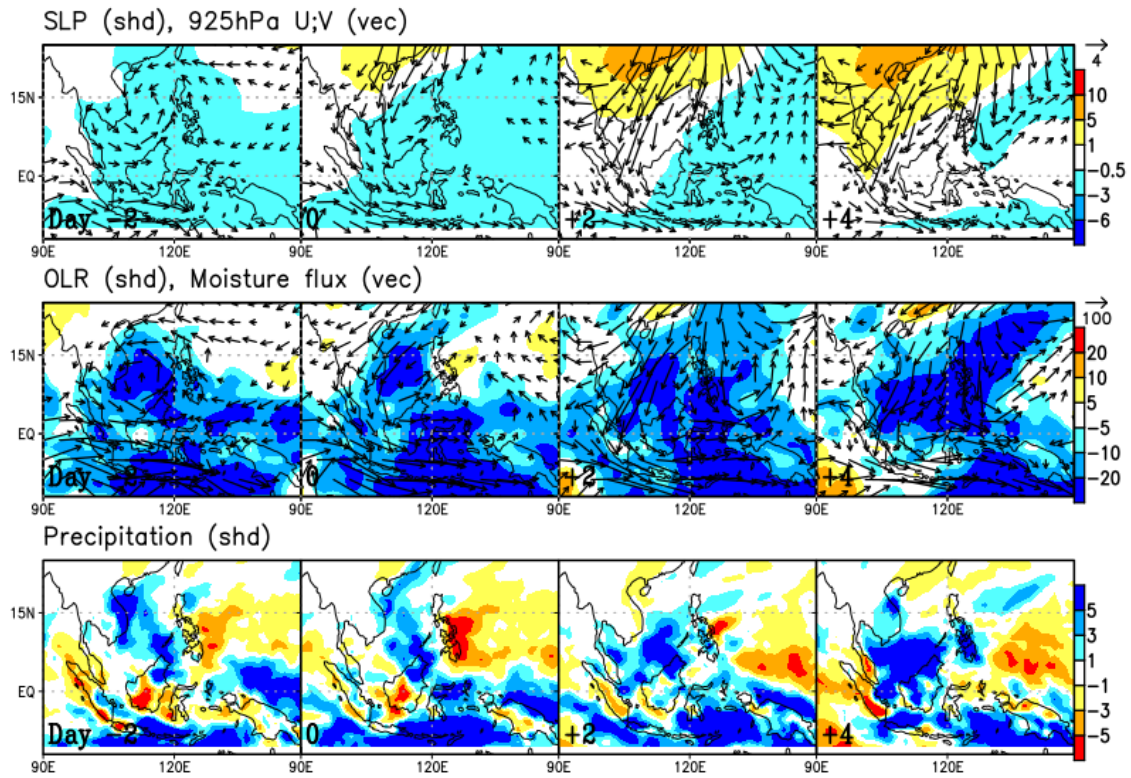 SLP (shd), 925hPa U;V (vec)
4
15N
EQ
10
5
1
−0.5
−3
−6
Day −2
0
+2
+4
90E 120E 90E 120E 90E 120E 90E 120E
OLR (shd), Moisture flux (vec)
100
15N
EQ
20
10
5
−5
−10
−20
Day −2
0
+2
+4
90E 120E 90E 120E 90E 120E 90E 120E
Precipitation (shd)
15N
EQ
5
3
1
−1
−3
−5
Day −2
0
+2
+4
90E 120E 90E 120E 90E 120E 90E 120E